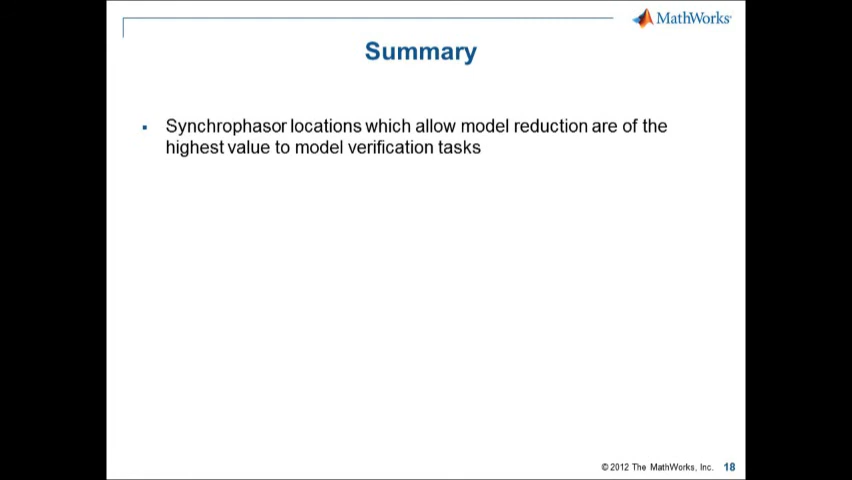 MathWorks
Summary
Synchrophasor locations which allow model reduction are of the
highest value to model verification tasks
© 2012 The MathWorks, Inc. 18